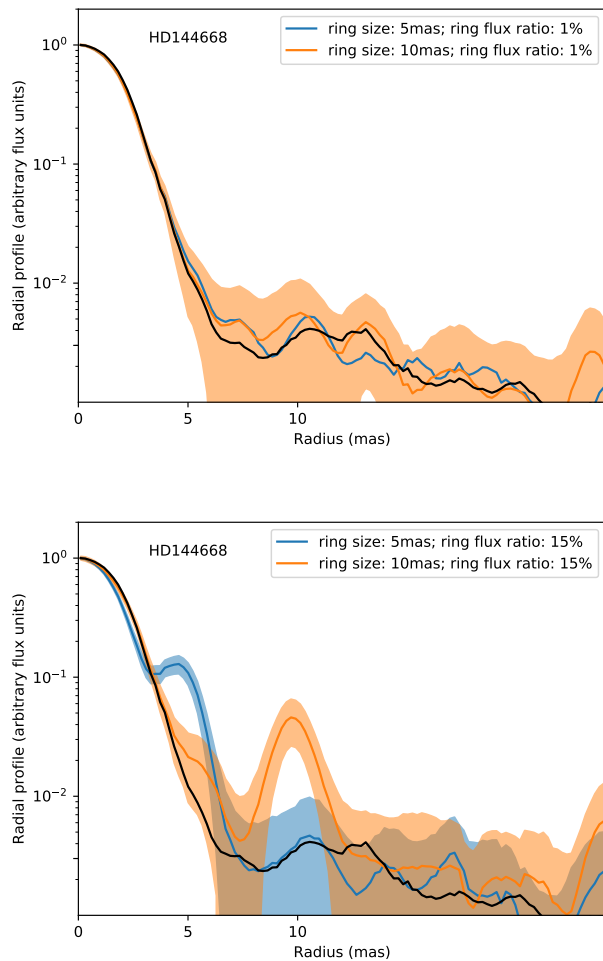 HD144668
ring size: 5mas; ring flux ratio: 1%
ring size: 10mas; ring flux ratio: 1%
Radial profile (arbitrary flux units)
10⁰
10⁻¹
10⁻²
0
5
10
Radius (mas)
HD144668
ring size: 5mas; ring flux ratio: 15%
ring size: 10mas; ring flux ratio: 15%
Radial profile (arbitrary flux units)
10⁰
10⁻¹
10⁻²
0
5
10
Radius (mas)